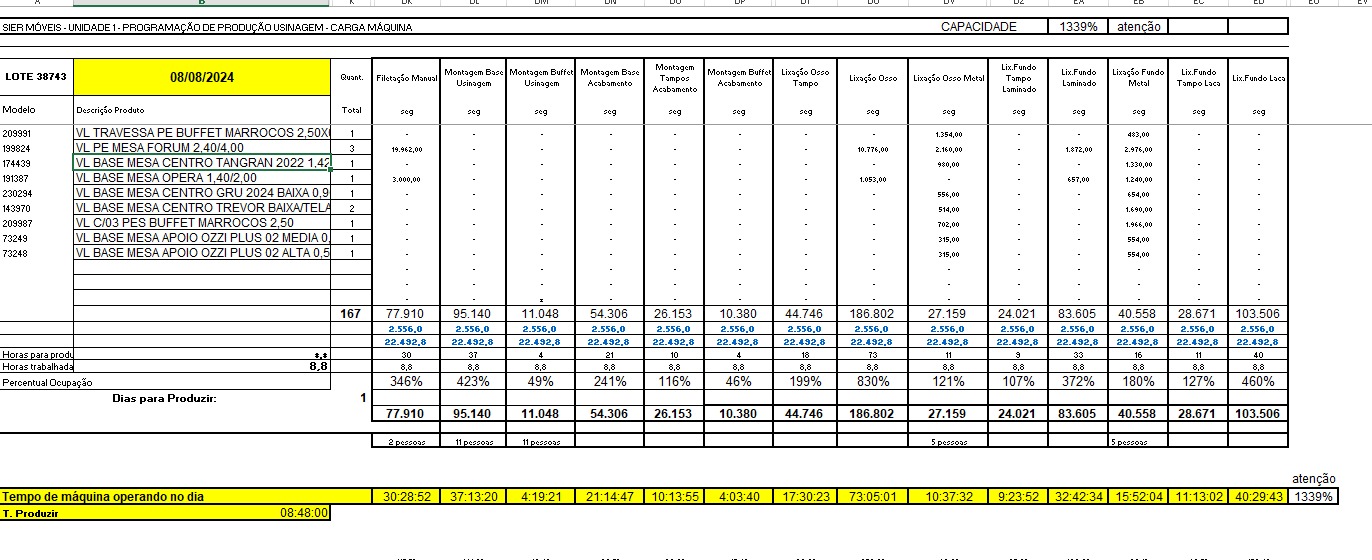 SIER MÓVEIS - UNIDADE 1 - PROGRAMAÇÃO DE PRODUÇÃO USINAGEM - CARGA MÁQUINA CAPACIDADE 1339% atenção
LOTE 38743 08/08/2024 Quant. Filetação Manual Montagem Base Usinagem Montagem Buffet Usinagem Montagem Base Acabamento Montagem Tampos Acabamento Montagem Buffet Acabamento Lixação Osso Tampo Lixação Osso Lixação Osso Metal Lix.Fundo Tampo Laminado Lix.Fundo Laminado Lixação Fundo Metal Lix.Fundo Tampo Laca Lix.Fundo Laca
Modelo Descrição Produto Total seg seg seg seg seg seg seg seg seg seg seg seg seg seg
209991 VL TRAVESSA PE BUFFET MARROCOS 2,50X 1 - - - - - - - - 1.354,00 - - 483,00 - -
199824 VL PE MESA FORUM 2,40/4,00 3 19.962,00 - - - - - - 10.776,00 2.160,00 - 1.872,00 2.976,00 - -
174439 VL BASE MESA CENTRO TANGRAN 2022 1,42 1 - - - - - - - - 980,00 - - 1.330,00 - -
191387 VL BASE MESA OPERA 1,40/2,00 1 3.000,00 - - - - - - 1.053,00 - - 657,00 1.240,00 - -
230294 VL BASE MESA CENTRO GRU 2024 BAIXA 0,9 1 - - - - - - - - 556,00 - - 654,00 - -
143970 VL BASE MESA CENTRO TREVOR BAIXA/TELA 2 - - - - - - - - 514,00 - - 1.690,00 - -
209987 VL C/03 PES BUFFET MARROCOS 2,50 1 - - - - - - - - 702,00 - - 1.966,00 - -
73249 VL BASE MESA APOIO OZZI PLUS 02 MEDIA 0, 1 - - - - - - - - 315,00 - - 554,00 - -
73248 VL BASE MESA APOIO OZZI PLUS 02 ALTA 0,5 1 - - - - - - - - 315,00 - - 554,00 - -
- - - - - - - - - - - - - -
- - - - - - - - - - - - - -
- - - - - - - - - - - - -
167 77.910 95.140 11.048 54.306 26.153 10.380 44.746 186.802 27.159 24.021 83.605 40.558 28.671 103.506
2.556,0 2.556,0 2.556,0 2.556,0 2.556,0 2.556,0 2.556,0 2.556,0 2.556,0 2.556,0 2.556,0 2.556,0 2.556,0 2.556,0
22.492,8 22.492,8 22.492,8 22.492,8 22.492,8 22.492,8 22.492,8 22.492,8 22.492,8 22.492,8 22.492,8 22.492,8 22.492,8 22.492,8
Horas para produ 30 37 4 21 10 4 18 73 11 9 33 16 11 40
Horas trabalhada 8,8 8,8 8,8 8,8 8,8 8,8 8,8 8,8 8,8 8,8 8,8 8,8 8,8 8,8 8,8
Percentual Ocupação 346% 423% 49% 241% 116% 46% 199% 830% 121% 107% 372% 180% 127% 460%
Dias para Produzir: 1
77.910 95.140 11.048 54.306 26.153 10.380 44.746 186.802 27.159 24.021 83.605 40.558 28.671 103.506
2 pessoas 11 pessoas 11 pessoas 5 pessoas 5 pessoas
atenção
Tempo de máquina operando no dia 30:28:52 37:13:20 4:19:21 21:14:47 10:13:55 4:03:40 17:30:23 73:05:01 10:37:32 9:23:52 32:42:34 15:52:04 11:13:02 40:29:43 1339%
T. Produzir 08:48:00